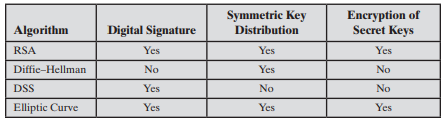 Algorithm Digital Signature Symmetric Key Distribution Encryption of Secret Keys
RSA Yes Yes Yes
Diffie–Hellman No Yes No
DSS Yes No No
Elliptic Curve Yes Yes Yes